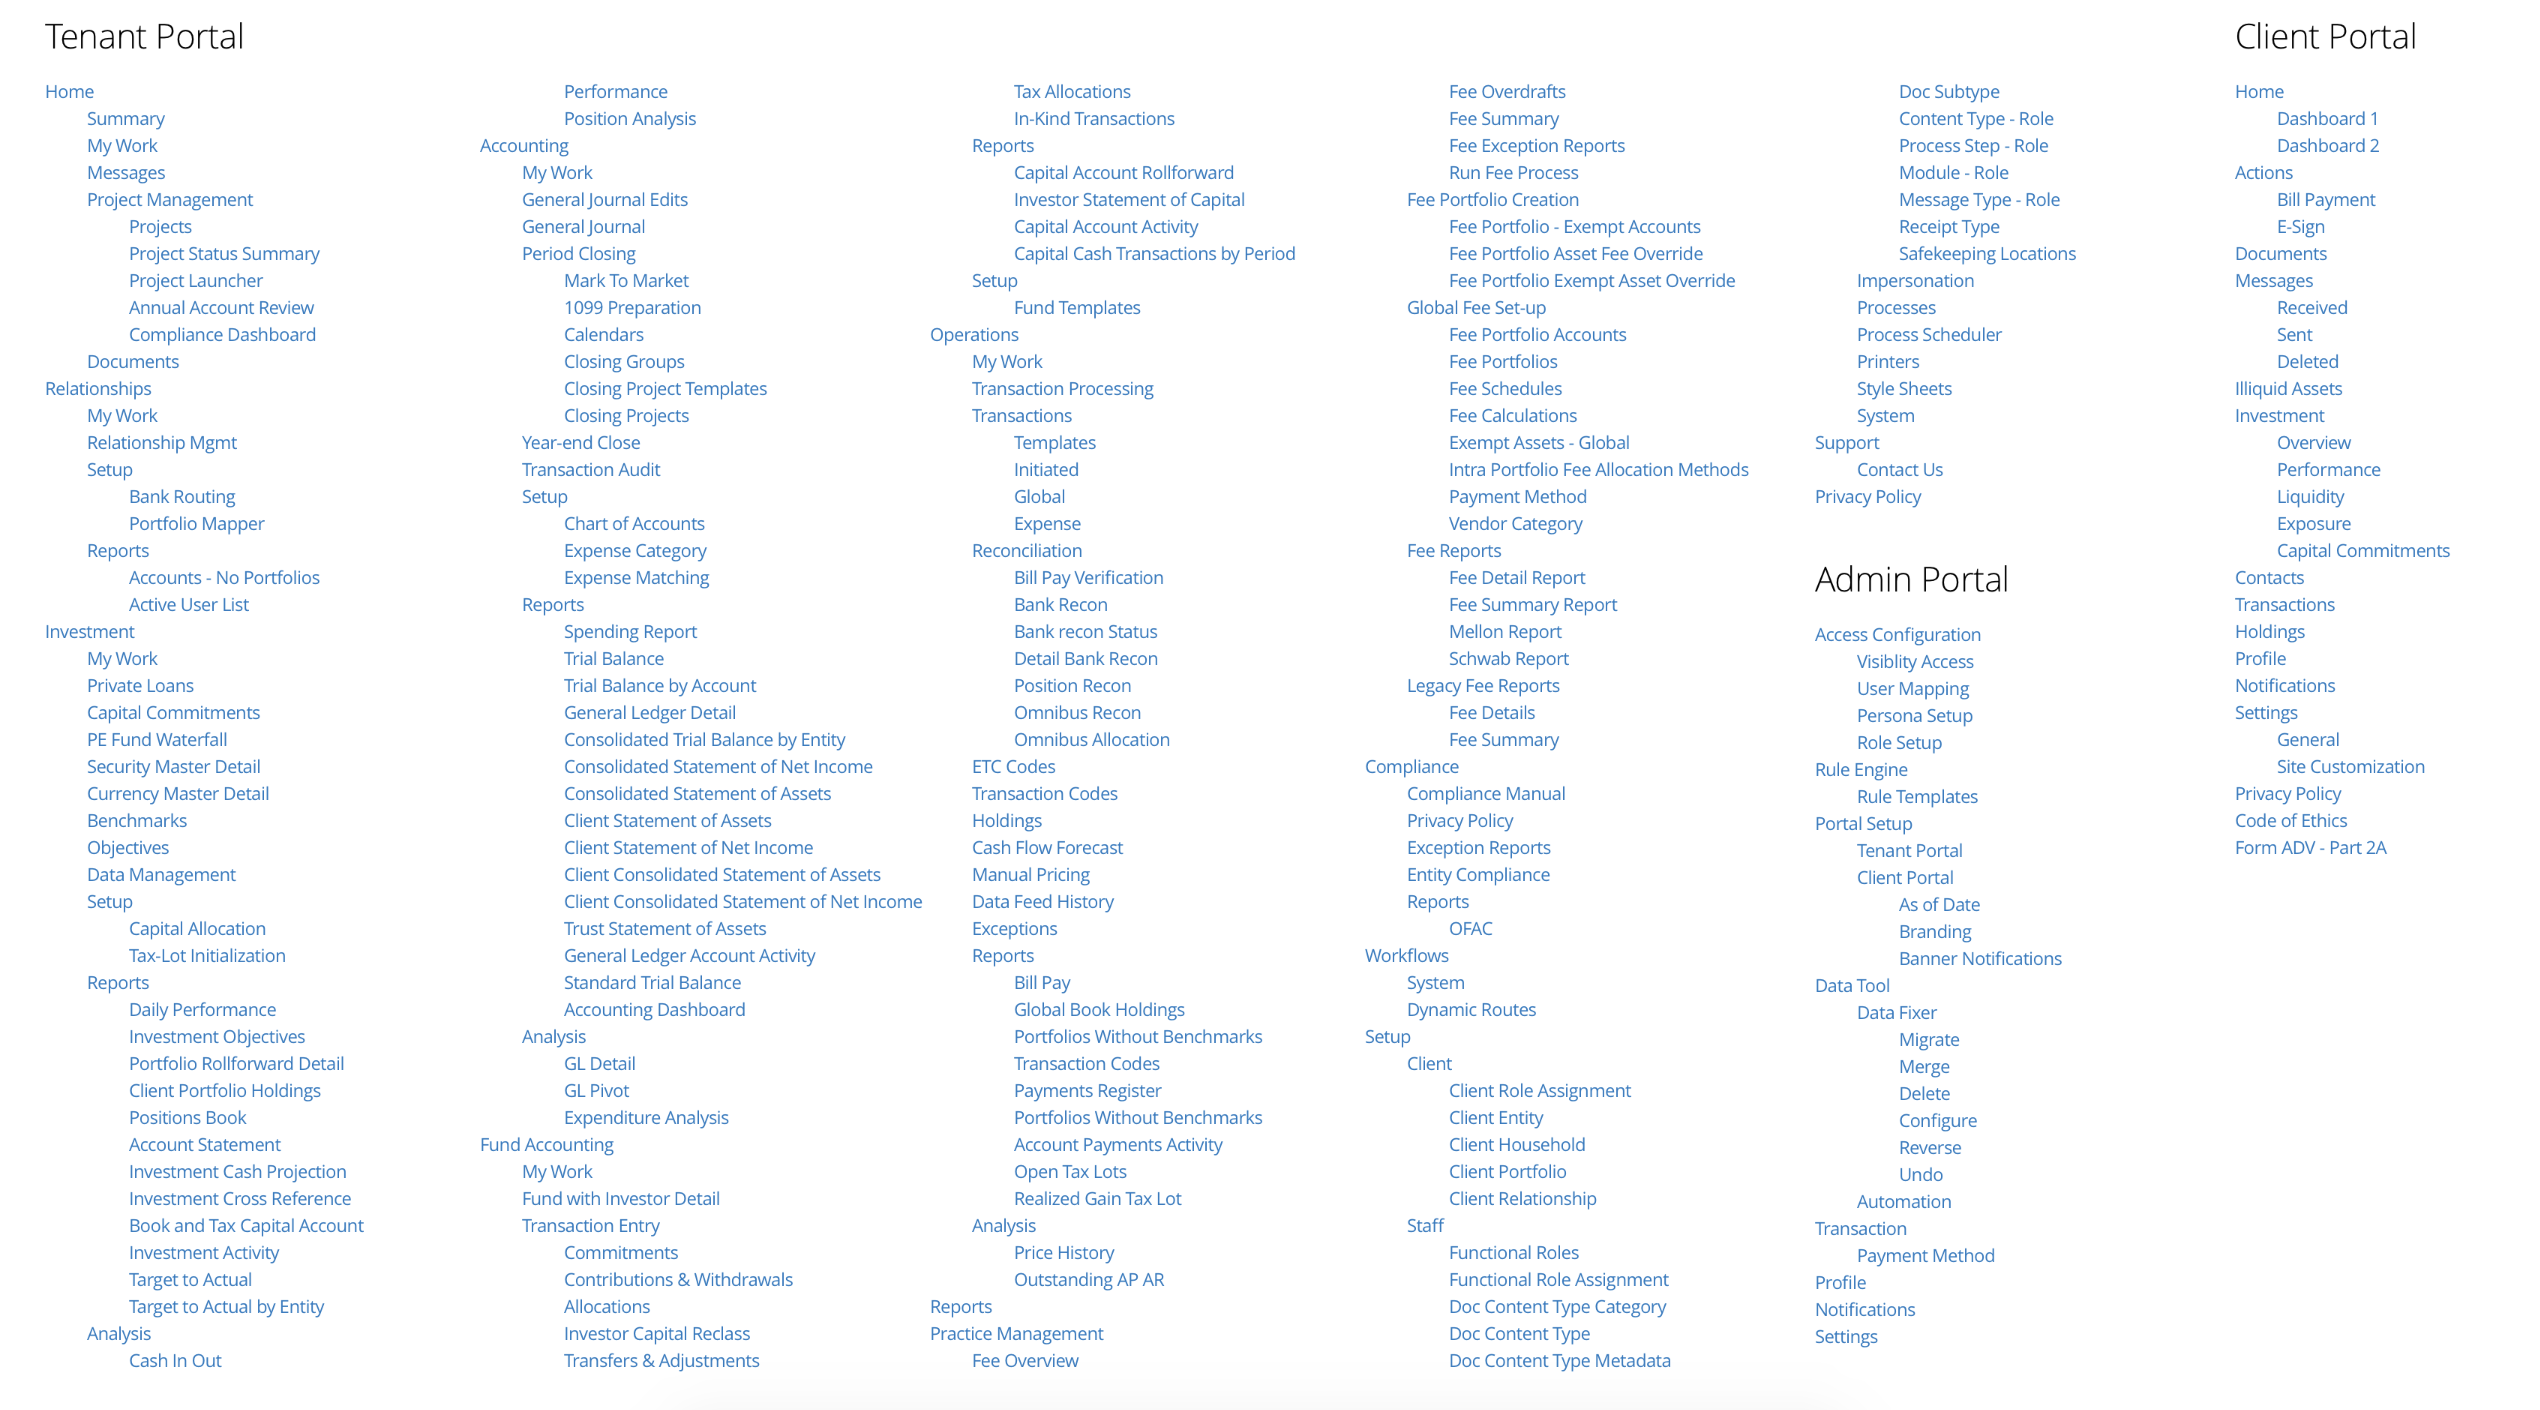 Tenant Portal
Home
Summary
My Work
Messages
Project Management
Projects
Project Status Summary
Project Launcher
Annual Account Review
Compliance Dashboard
Documents
Relationships
My Work
Relationship Mgmt
Setup
Bank Routing
Portfolio Mapper
Reports
Accounts - No Portfolios
Active User List
Investment
My Work
Private Loans
Capital Commitments
PE Fund Waterfall
Security Master Detail
Currency Master Detail
Benchmarks
Objectives
Data Management
Setup
Capital Allocation
Tax-Lot Initialization
Reports
Daily Performance
Investment Objectives
Portfolio Rollforward Detail
Client Portfolio Holdings
Positions Book
Account Statement
Investment Cash Projection
Investment Cross Reference
Book and Tax Capital Account
Investment Activity
Target to Actual
Target to Actual by Entity
Analysis
Cash In Out
Performance
Position Analysis
Accounting
My Work
General Journal Edits
General Journal
Period Closing
Mark To Market
1099 Preparation
Calendars
Closing Groups
Closing Project Templates
Closing Projects
Year-end Close
Transaction Audit
Setup
Chart of Accounts
Expense Category
Expense Matching
Reports
Spending Report
Trial Balance
Trial Balance by Account
General Ledger Detail
Consolidated Trial Balance by Entity
Consolidated Statement of Net Income
Consolidated Statement of Assets
Client Statement of Assets
Client Statement of Net Income
Client Consolidated Statement of Assets
Client Consolidated Statement of Net Income
Trust Statement of Assets
General Ledger Account Activity
Standard Trial Balance
Accounting Dashboard
Analysis
GL Detail
GL Pivot
Expenditure Analysis
Fund Accounting
My Work
Fund with Investor Detail
Transaction Entry
Commitments
Contributions & Withdrawals
Allocations
Investor Capital Reclass
Transfers & Adjustments
Tax Allocations
In-Kind Transactions
Reports
Capital Account Rollforward
Investor Statement of Capital
Capital Account Activity
Capital Cash Transactions by Period
Setup
Fund Templates
Operations
My Work
Transaction Processing
Transactions
Templates
Initiated
Global
Expense
Reconciliation
Bill Pay Verification
Bank Recon
Bank recon Status
Detail Bank Recon
Position Recon
Omnibus Recon
Omnibus Allocation
ETC Codes
Transaction Codes
Holdings
Cash Flow Forecast
Manual Pricing
Data Feed History
Exceptions
Reports
Bill Pay
Global Book Holdings
Portfolios Without Benchmarks
Transaction Codes
Payments Register
Portfolios Without Benchmarks
Account Payments Activity
Open Tax Lots
Realized Gain Tax Lot
Analysis
Price History
Outstanding AP AR
Reports
Practice Management
Fee Overview
Fee Overdrafts
Fee Summary
Fee Exception Reports
Run Fee Process
Fee Portfolio Creation
Fee Portfolio - Exempt Accounts
Fee Portfolio Asset Fee Override
Fee Portfolio Exempt Asset Override
Global Fee Set-up
Fee Portfolio Accounts
Fee Portfolios
Fee Schedules
Fee Calculations
Exempt Assets - Global
Intra Portfolio Fee Allocation Methods
Payment Method
Vendor Category
Fee Reports
Fee Detail Report
Fee Summary Report
Mellon Report
Schwab Report
Legacy Fee Reports
Fee Details
Fee Summary
Compliance
Compliance Manual
Privacy Policy
Exception Reports
Entity Compliance
Reports
OFAC
Workflows
System
Dynamic Routes
Setup
Client
Client Role Assignment
Client Entity
Client Household
Client Portfolio
Client Relationship
Staff
Functional Roles
Functional Role Assignment
Doc Content Type Category
Doc Content Type
Doc Content Type Metadata
Doc Subtype
Content Type - Role
Process Step - Role
Module - Role
Message Type - Role
Receipt Type
Safekeeping Locations
Impersonation
Processes
Process Scheduler
Printers
Style Sheets
System
Support
Contact Us
Privacy Policy
Admin Portal
Access Configuration
Visiblity Access
User Mapping
Persona Setup
Role Setup
Rule Engine
Rule Templates
Portal Setup
Tenant Portal
Client Portal
As of Date
Branding
Banner Notifications
Data Tool
Data Fixer
Migrate
Merge
Delete
Configure
Reverse
Undo
Automation
Transaction
Payment Method
Profile
Notifications
Settings
Client Portal
Home
Dashboard 1
Dashboard 2
Actions
Bill Payment
E-Sign
Documents
Messages
Received
Sent
Deleted
Illiquid Assets
Investment
Overview
Performance
Liquidity
Exposure
Capital Commitments
Contacts
Transactions
Holdings
Profile
Notifications
Settings
General
Site Customization
Privacy Policy
Code of Ethics
Form ADV - Part 2A